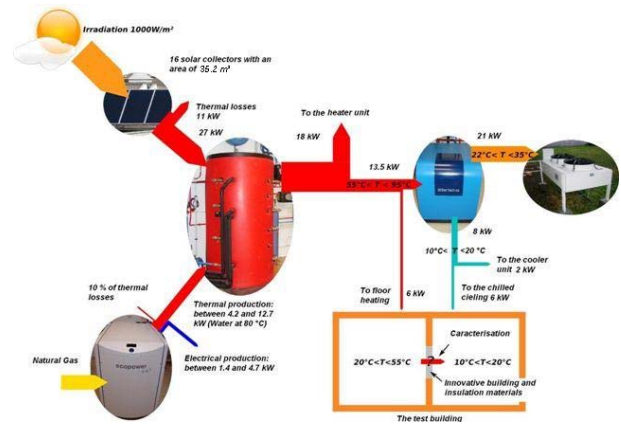 Irradiation 1000W/m²
16 solar collectors with an
area of 35.2 m²
Thermal losses
11 kW
27 kW
To the heater unit
18 kW
13.5 kW
21 kW
22°C< T <35°C
8 kW
10°C< T <20 °C
To the cooler
unit 2 kW
To floor
heating
6 kW
To the chilled
cieling 6 kW
10 % of thermal
losses
Thermal production:
between 4.2 and 12.7
kW (Water at 80 °C)
Electrical production:
between 1.4 and 4.7 kW
Natural Gas
ecopower
Caracterisation
20°C<T<55°C
?
10°C<T<20°C
Innovative building and
insulation materials
The test building